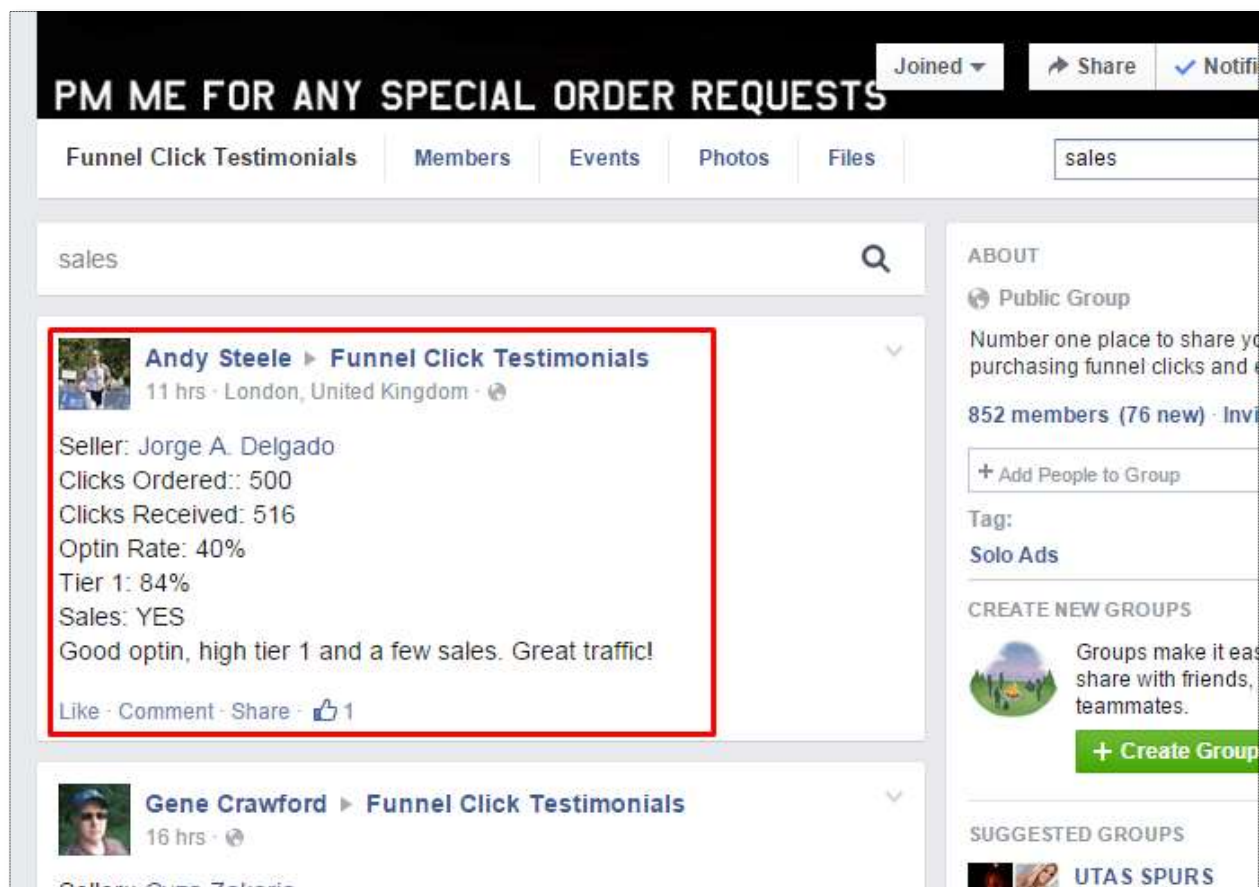 PM ME FOR ANY SPECIAL ORDER REQUESTS
Joined
Share
Notifi
Funnel Click Testimonials
Members
Events
Photos
Files
sales
sales
Andy Steele ▸ Funnel Click Testimonials
11 hrs · London, United Kingdom ·
Seller: Jorge A. Delgado
Clicks Ordered:: 500
Clicks Received: 516
Optin Rate: 40%
Tier 1: 84%
Sales: YES
Good optin, high tier 1 and a few sales. Great traffic!
Like · Comment · Share · 1
Gene Crawford ▸ Funnel Click Testimonials
16 hrs ·
ABOUT
Public Group
Number one place to share yo
purchasing funnel clicks and e
852 members (76 new) · Invi
+ Add People to Group
Tag:
Solo Ads
CREATE NEW GROUPS
Groups make it eas
share with friends,
teammates.
+ Create Group
SUGGESTED GROUPS
UTAS SPURS